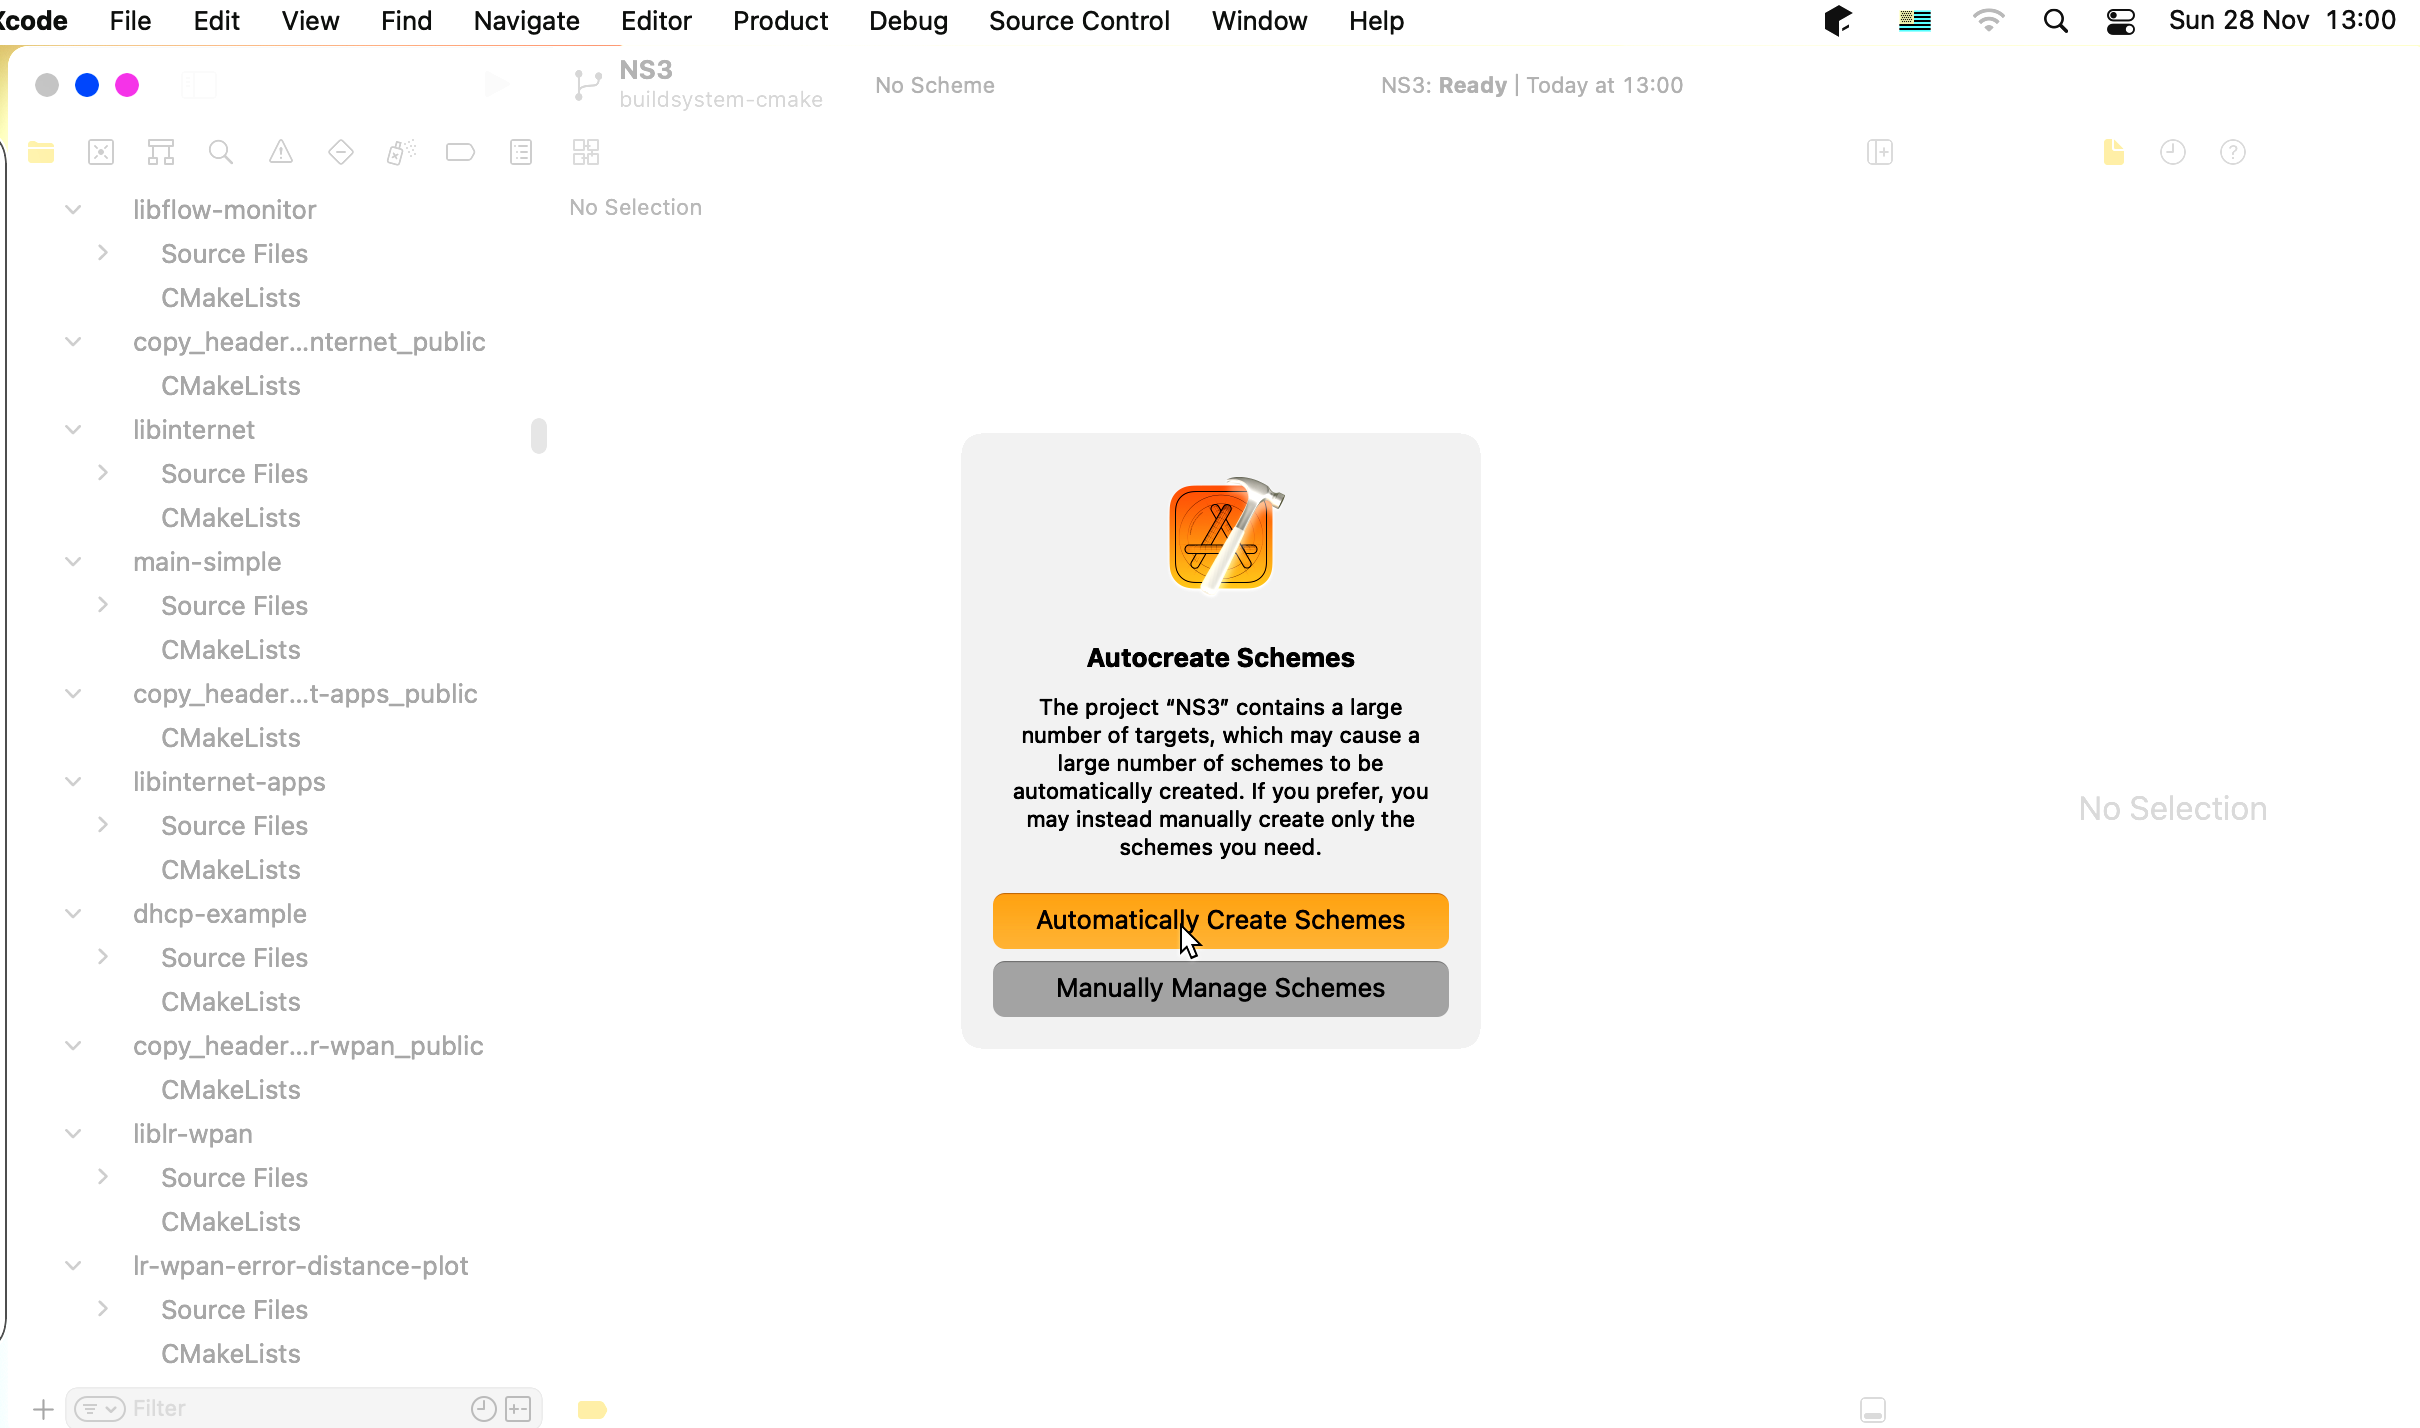 Xcode File Edit View Find Navigate Editor Product Debug Source Control Window Help Sun 28 Nov 13:00
NS3
buildsystem-cmake
No Scheme
NS3: Ready | Today at 13:00
No Selection
libflow-monitor
Source Files
CMakeLists
copy_header...nternet_public
CMakeLists
libinternet
Source Files
CMakeLists
main-simple
Source Files
CMakeLists
copy_header...t-apps_public
CMakeLists
libinternet-apps
Source Files
CMakeLists
dhcp-example
Source Files
CMakeLists
copy_header...r-wpan_public
CMakeLists
liblr-wpan
Source Files
CMakeLists
lr-wpan-error-distance-plot
Source Files
CMakeLists
Filter
Autocreate Schemes
The project “NS3” contains a large
number of targets, which may cause a
large number of schemes to be
automatically created. If you prefer, you
may instead manually create only the
schemes you need.
Automatically Create Schemes
Manually Manage Schemes
No Selection